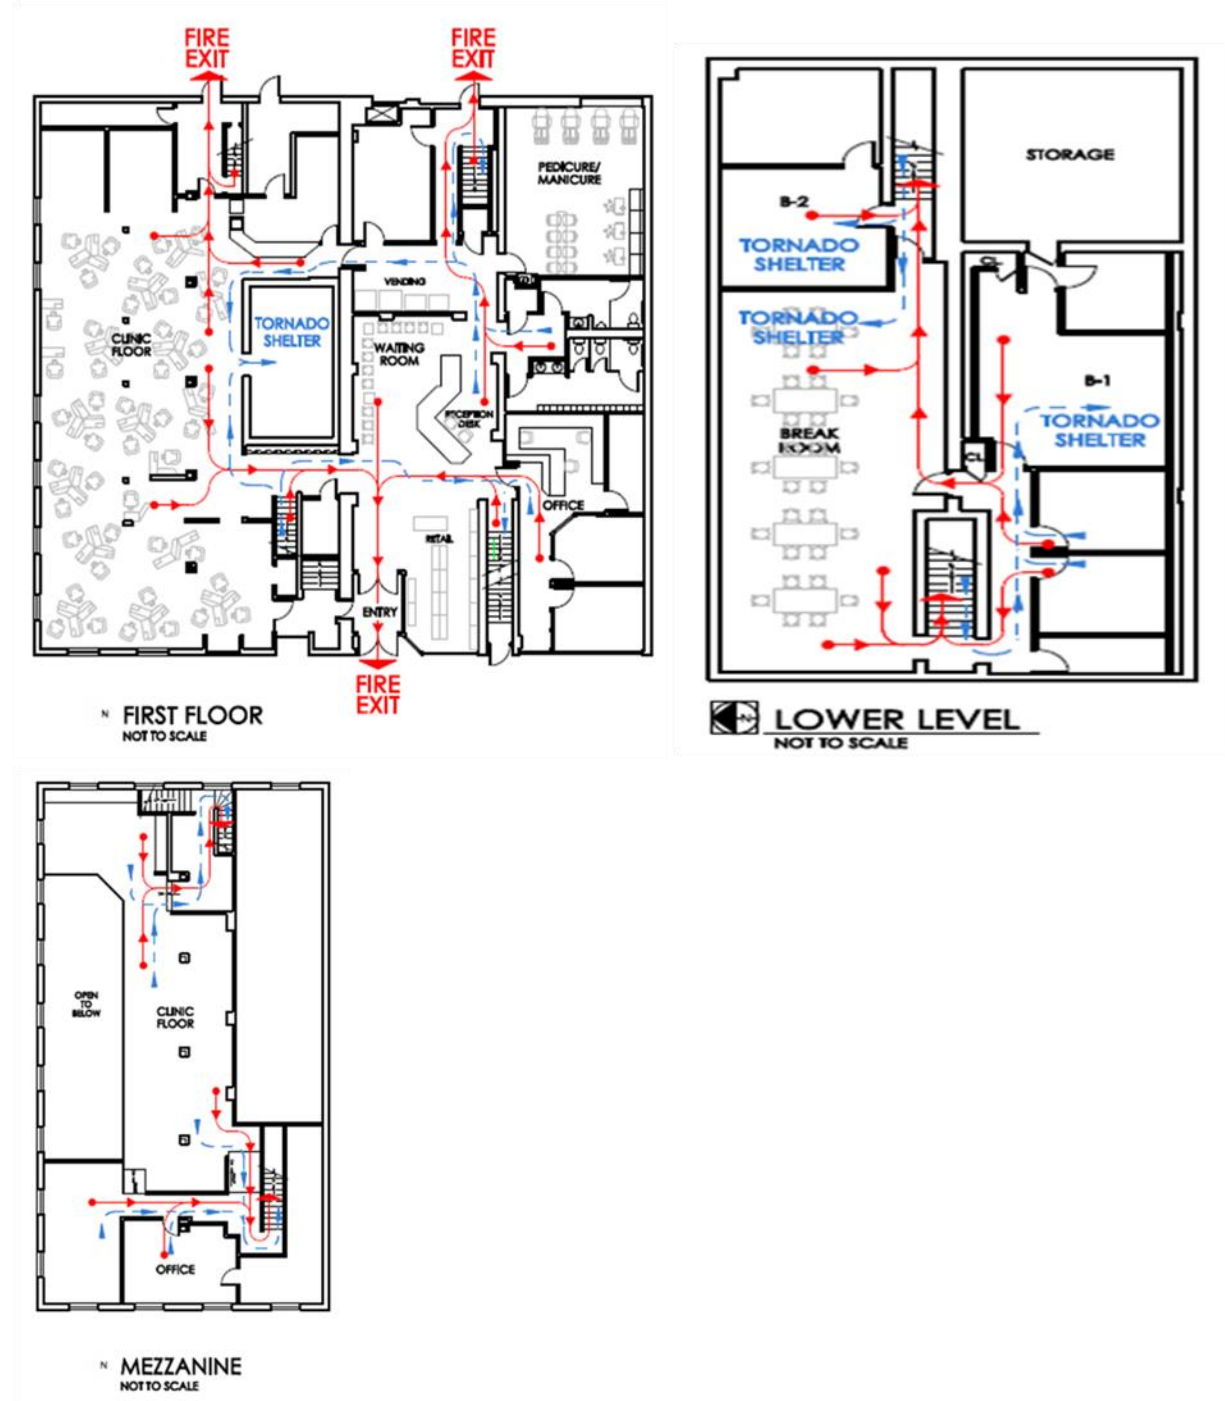 FIRE
EXIT
FIRE
EXIT
PEDICURE/
MANICURE
VENDING
TORNADO
SHELTER
CLINIC
FLOOR
WAITING
ROOM
RECEPTION
DESK
OFFICE
RETAIL
ENTRY
FIRE
EXIT
N FIRST FLOOR
NOT TO SCALE
STORAGE
B-2
TORNADO
SHELTER
CL
TORNADO
SHELTER
B-1
TORNADO
SHELTER
BREAK
ROOM
CL
N LOWER LEVEL
NOT TO SCALE
OPEN
TO
BELOW
CLINIC
FLOOR
OFFICE
N MEZZANINE
NOT TO SCALE